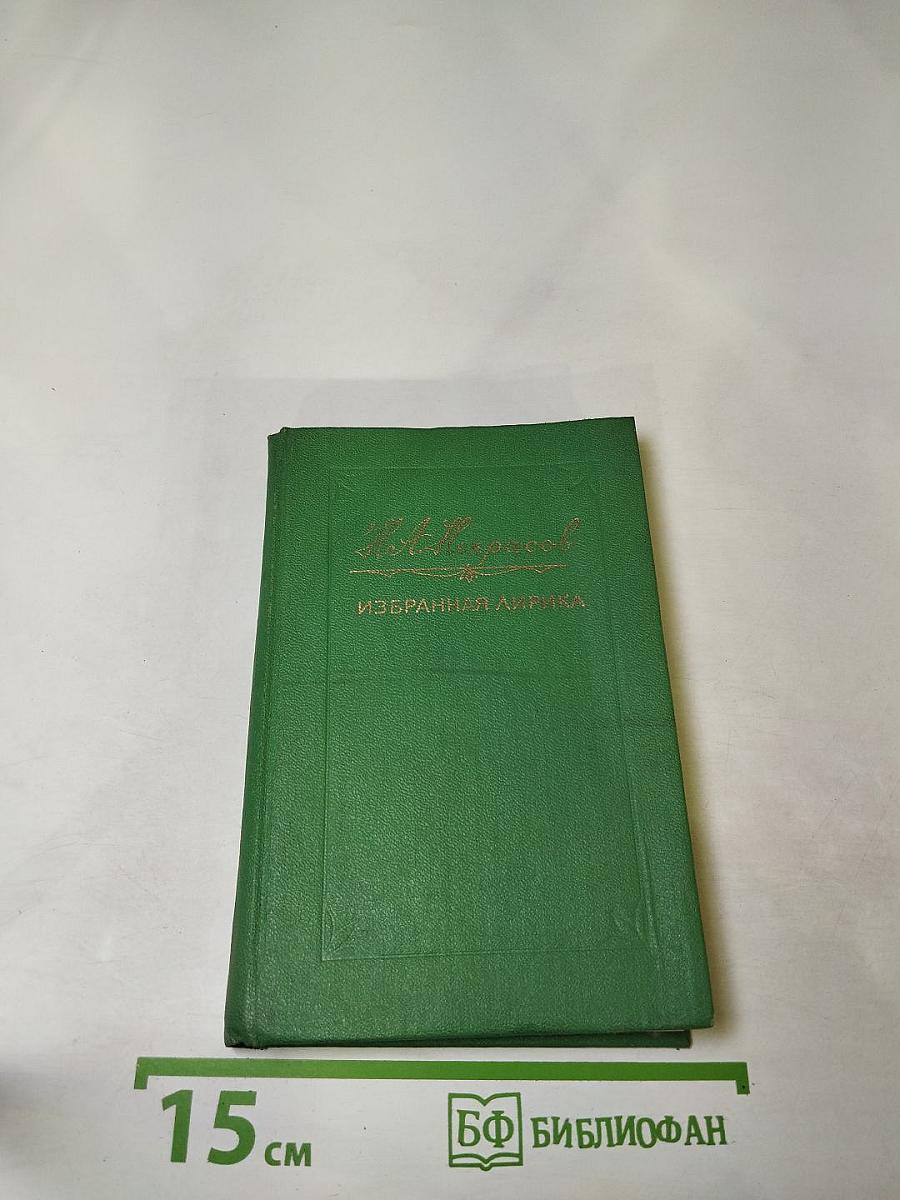 Н.А.Некрасов
ИЗБРАННАЯ ЛИРИКА
15 см
БФ БИБЛИОФАН